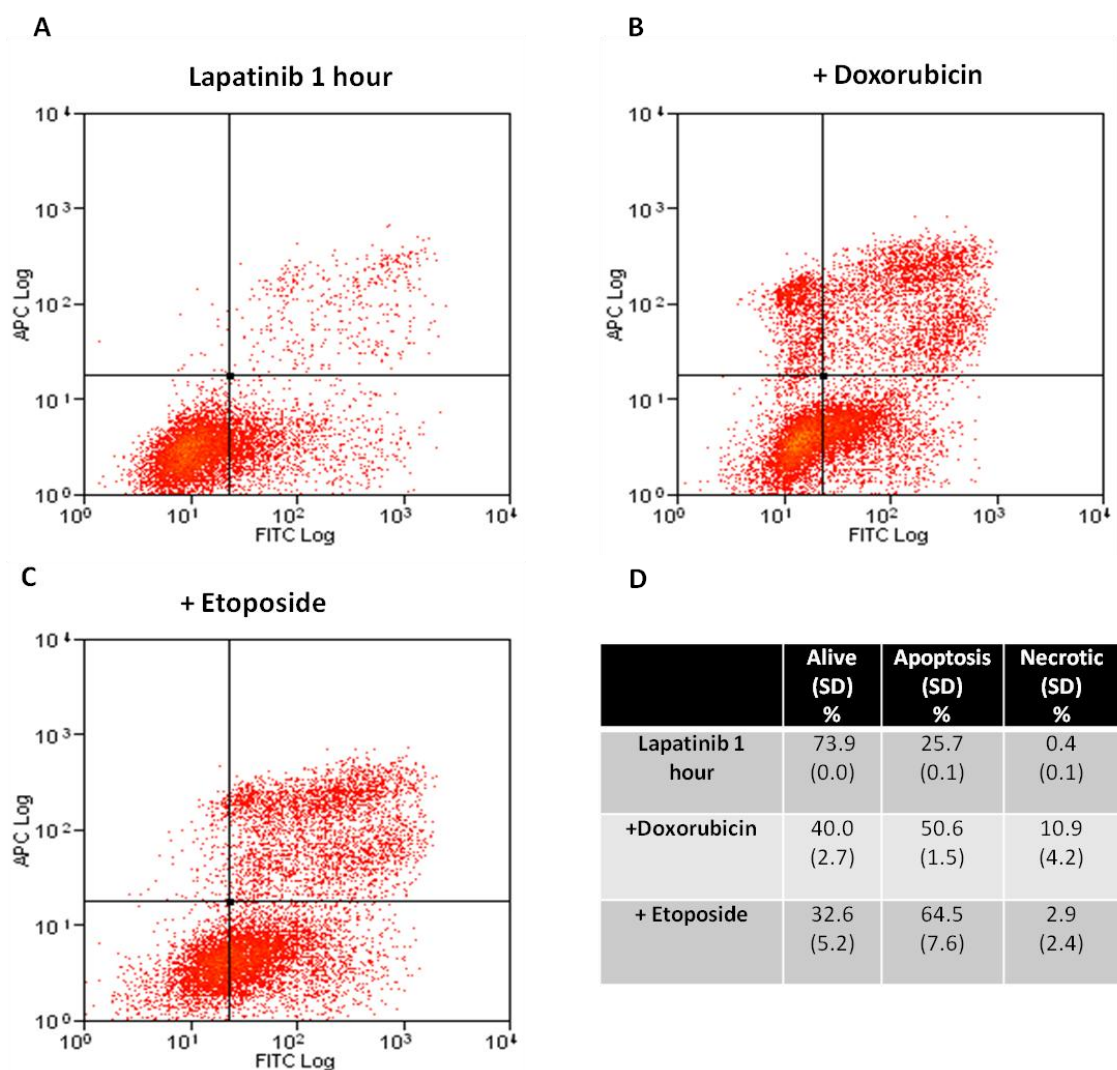 A
Lapatinib 1 hour
10⁴
10³
10²
10¹
10⁰
APC Log
10⁰ 10¹ 10² 10³ 10⁴
FITC Log
B
+ Doxorubicin
10⁴
10³
10²
10¹
10⁰
APC Log
10⁰ 10¹ 10² 10³ 10⁴
FITC Log
C
+ Etoposide
10⁴
10³
10²
10¹
10⁰
APC Log
10⁰ 10¹ 10² 10³ 10⁴
FITC Log
D
Alive (SD) % Apoptosis (SD) % Necrotic (SD) %
Lapatinib 1 hour 73.9 (0.0) 25.7 (0.1) 0.4 (0.1)
+Doxorubicin 40.0 (2.7) 50.6 (1.5) 10.9 (4.2)
+ Etoposide 32.6 (5.2) 64.5 (7.6) 2.9 (2.4)